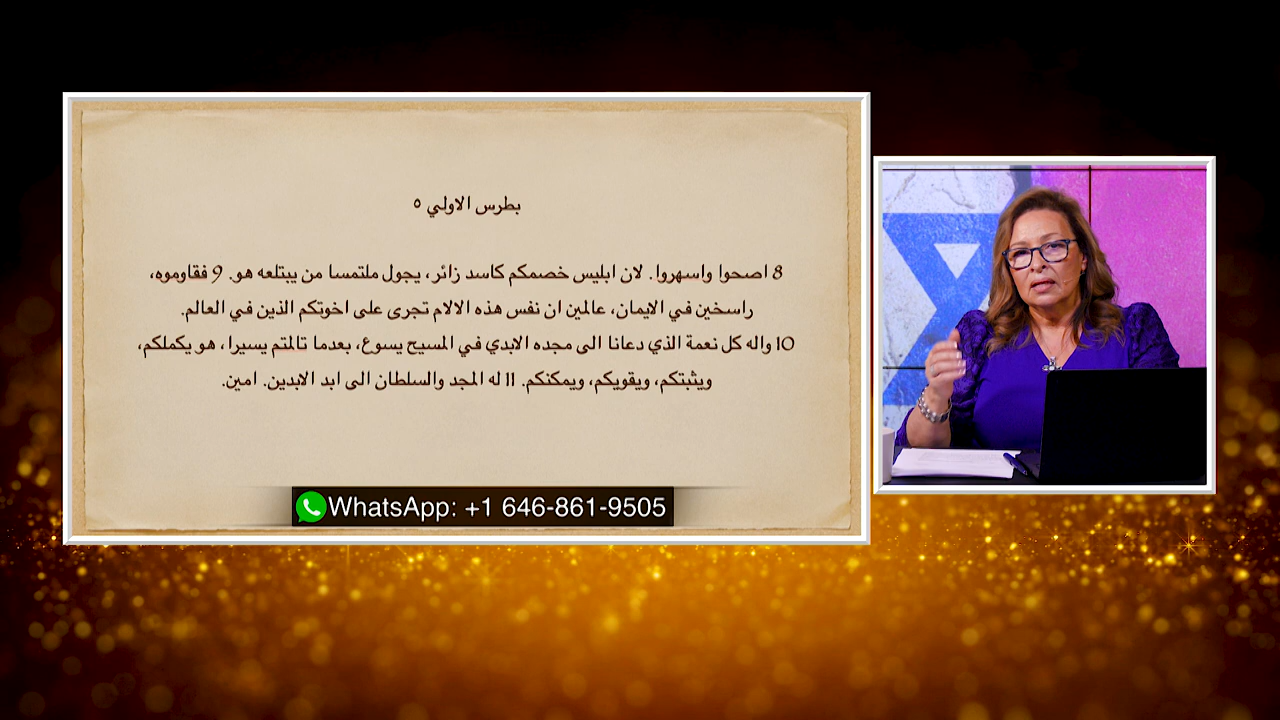 بطرس الاولي ٥
8 اصحوا واسهروا. لان ابليس خصمكم كاسد زائر، يجول ملتمسا من يبتلعه هو. 9 فقاوموه،
راسخين في الايمان، عالمين ان نفس هذه الالام تجرى على اخوتكم الذين في العالم.
10 واله كل نعمة الذي دعانا الى مجده الابدي في المسيح يسوع، بعدما تالمتم يسيرا، هو يكملكم،
ويثبتكم، ويقويكم، ويمكنكم. 11 له المجد والسلطان الى ابد الابدين. امين.
WhatsApp: +1 646-861-9505